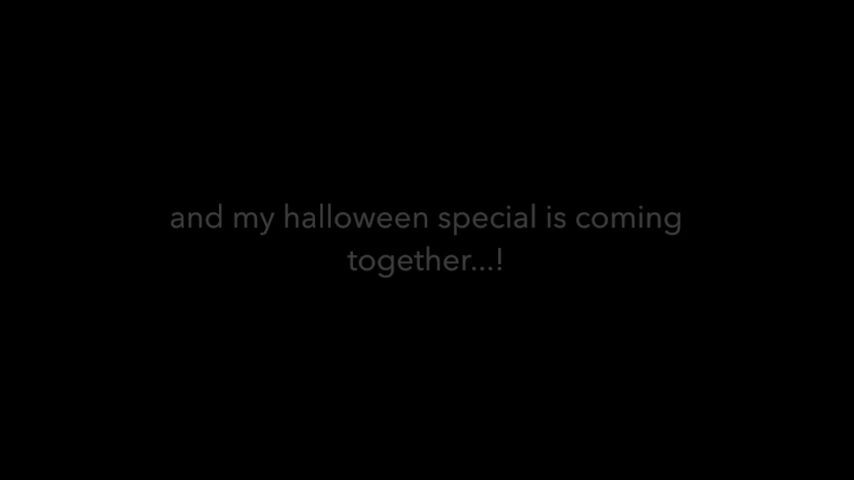 and my halloween special is coming
together...!